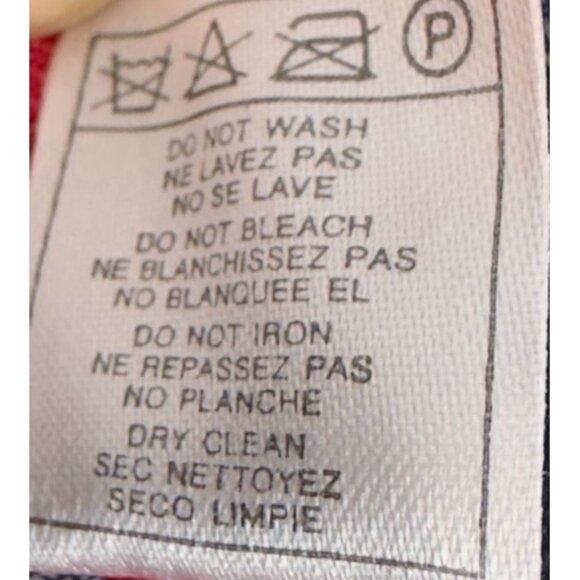 P
DO NOT WASH
NE LAVEZ PAS
NO SE LAVE
DO NOT BLEACH
NE BLANCHISSEZ PAS
NO BLANQUEE EL
DO NOT IRON
NE REPASSEZ PAS
NO PLANCHE
DRY CLEAN
SEC NETTOYEZ
SECO LIMPIE